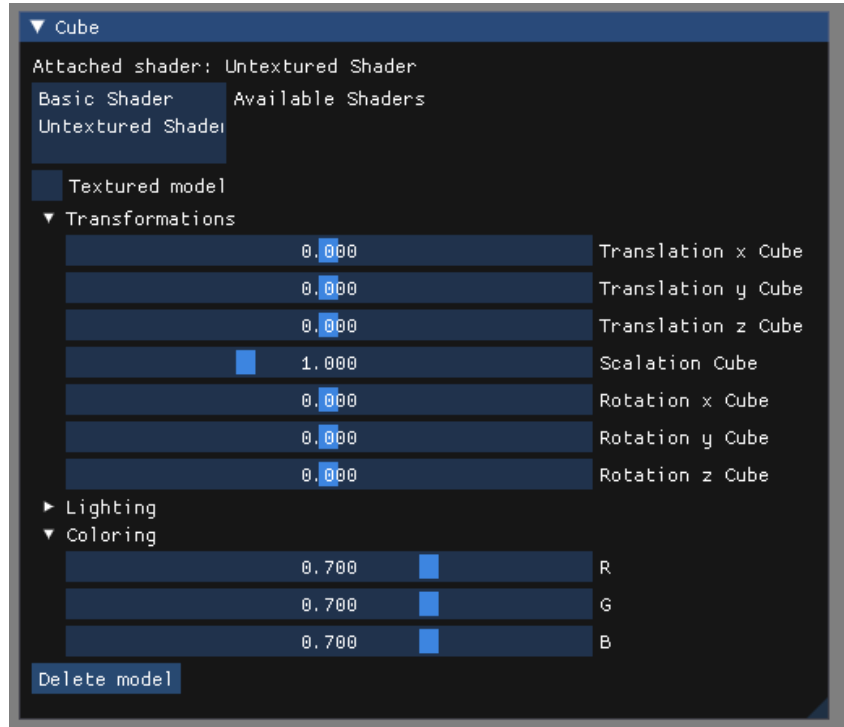 Cube
Attached shader: Untextured Shader
Basic Shader Available Shaders
Untextured Shader
Textured model
Transformations
0.000 Translation x Cube
0.000 Translation y Cube
0.000 Translation z Cube
1.000 Scalation Cube
0.000 Rotation x Cube
0.000 Rotation y Cube
0.000 Rotation z Cube
Lighting
Coloring
0.700 R
0.700 G
0.700 B
Delete model